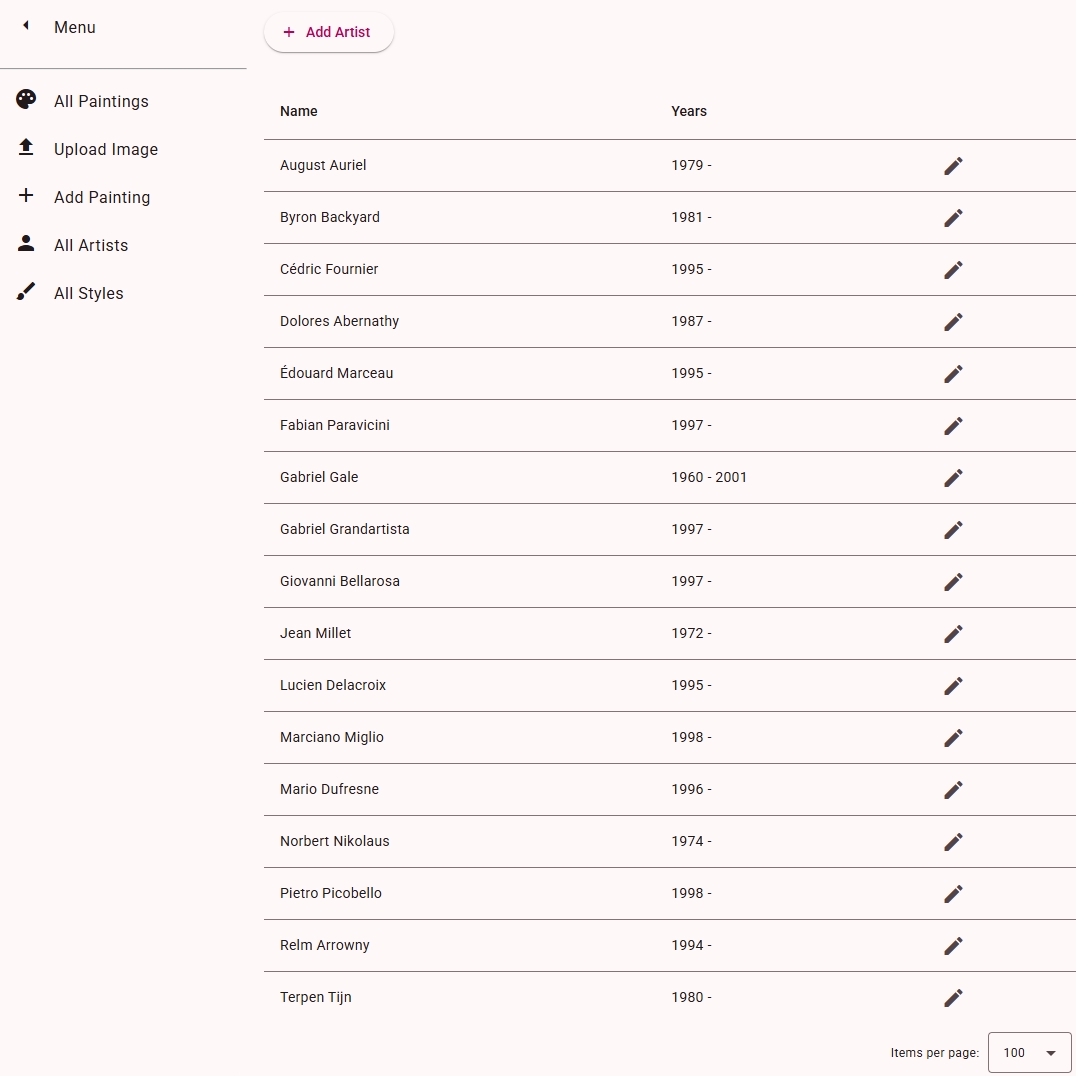 Menu
All Paintings
Upload Image
Add Painting
All Artists
All Styles
Add Artist
Name Years
August Auriel 1979 -
Byron Backyard 1981 -
Cédric Fournier 1995 -
Dolores Abernathy 1987 -
Édouard Marceau 1995 -
Fabian Paravicini 1997 -
Gabriel Gale 1960 - 2001
Gabriel Grandartista 1997 -
Giovanni Bellarosa 1997 -
Jean Millet 1972 -
Lucien Delacroix 1995 -
Marciano Miglio 1998 -
Mario Dufresne 1996 -
Norbert Nikolaus 1974 -
Pietro Picobello 1998 -
Relm Arrowny 1994 -
Terpen Tijn 1980 -
Items per page: 100